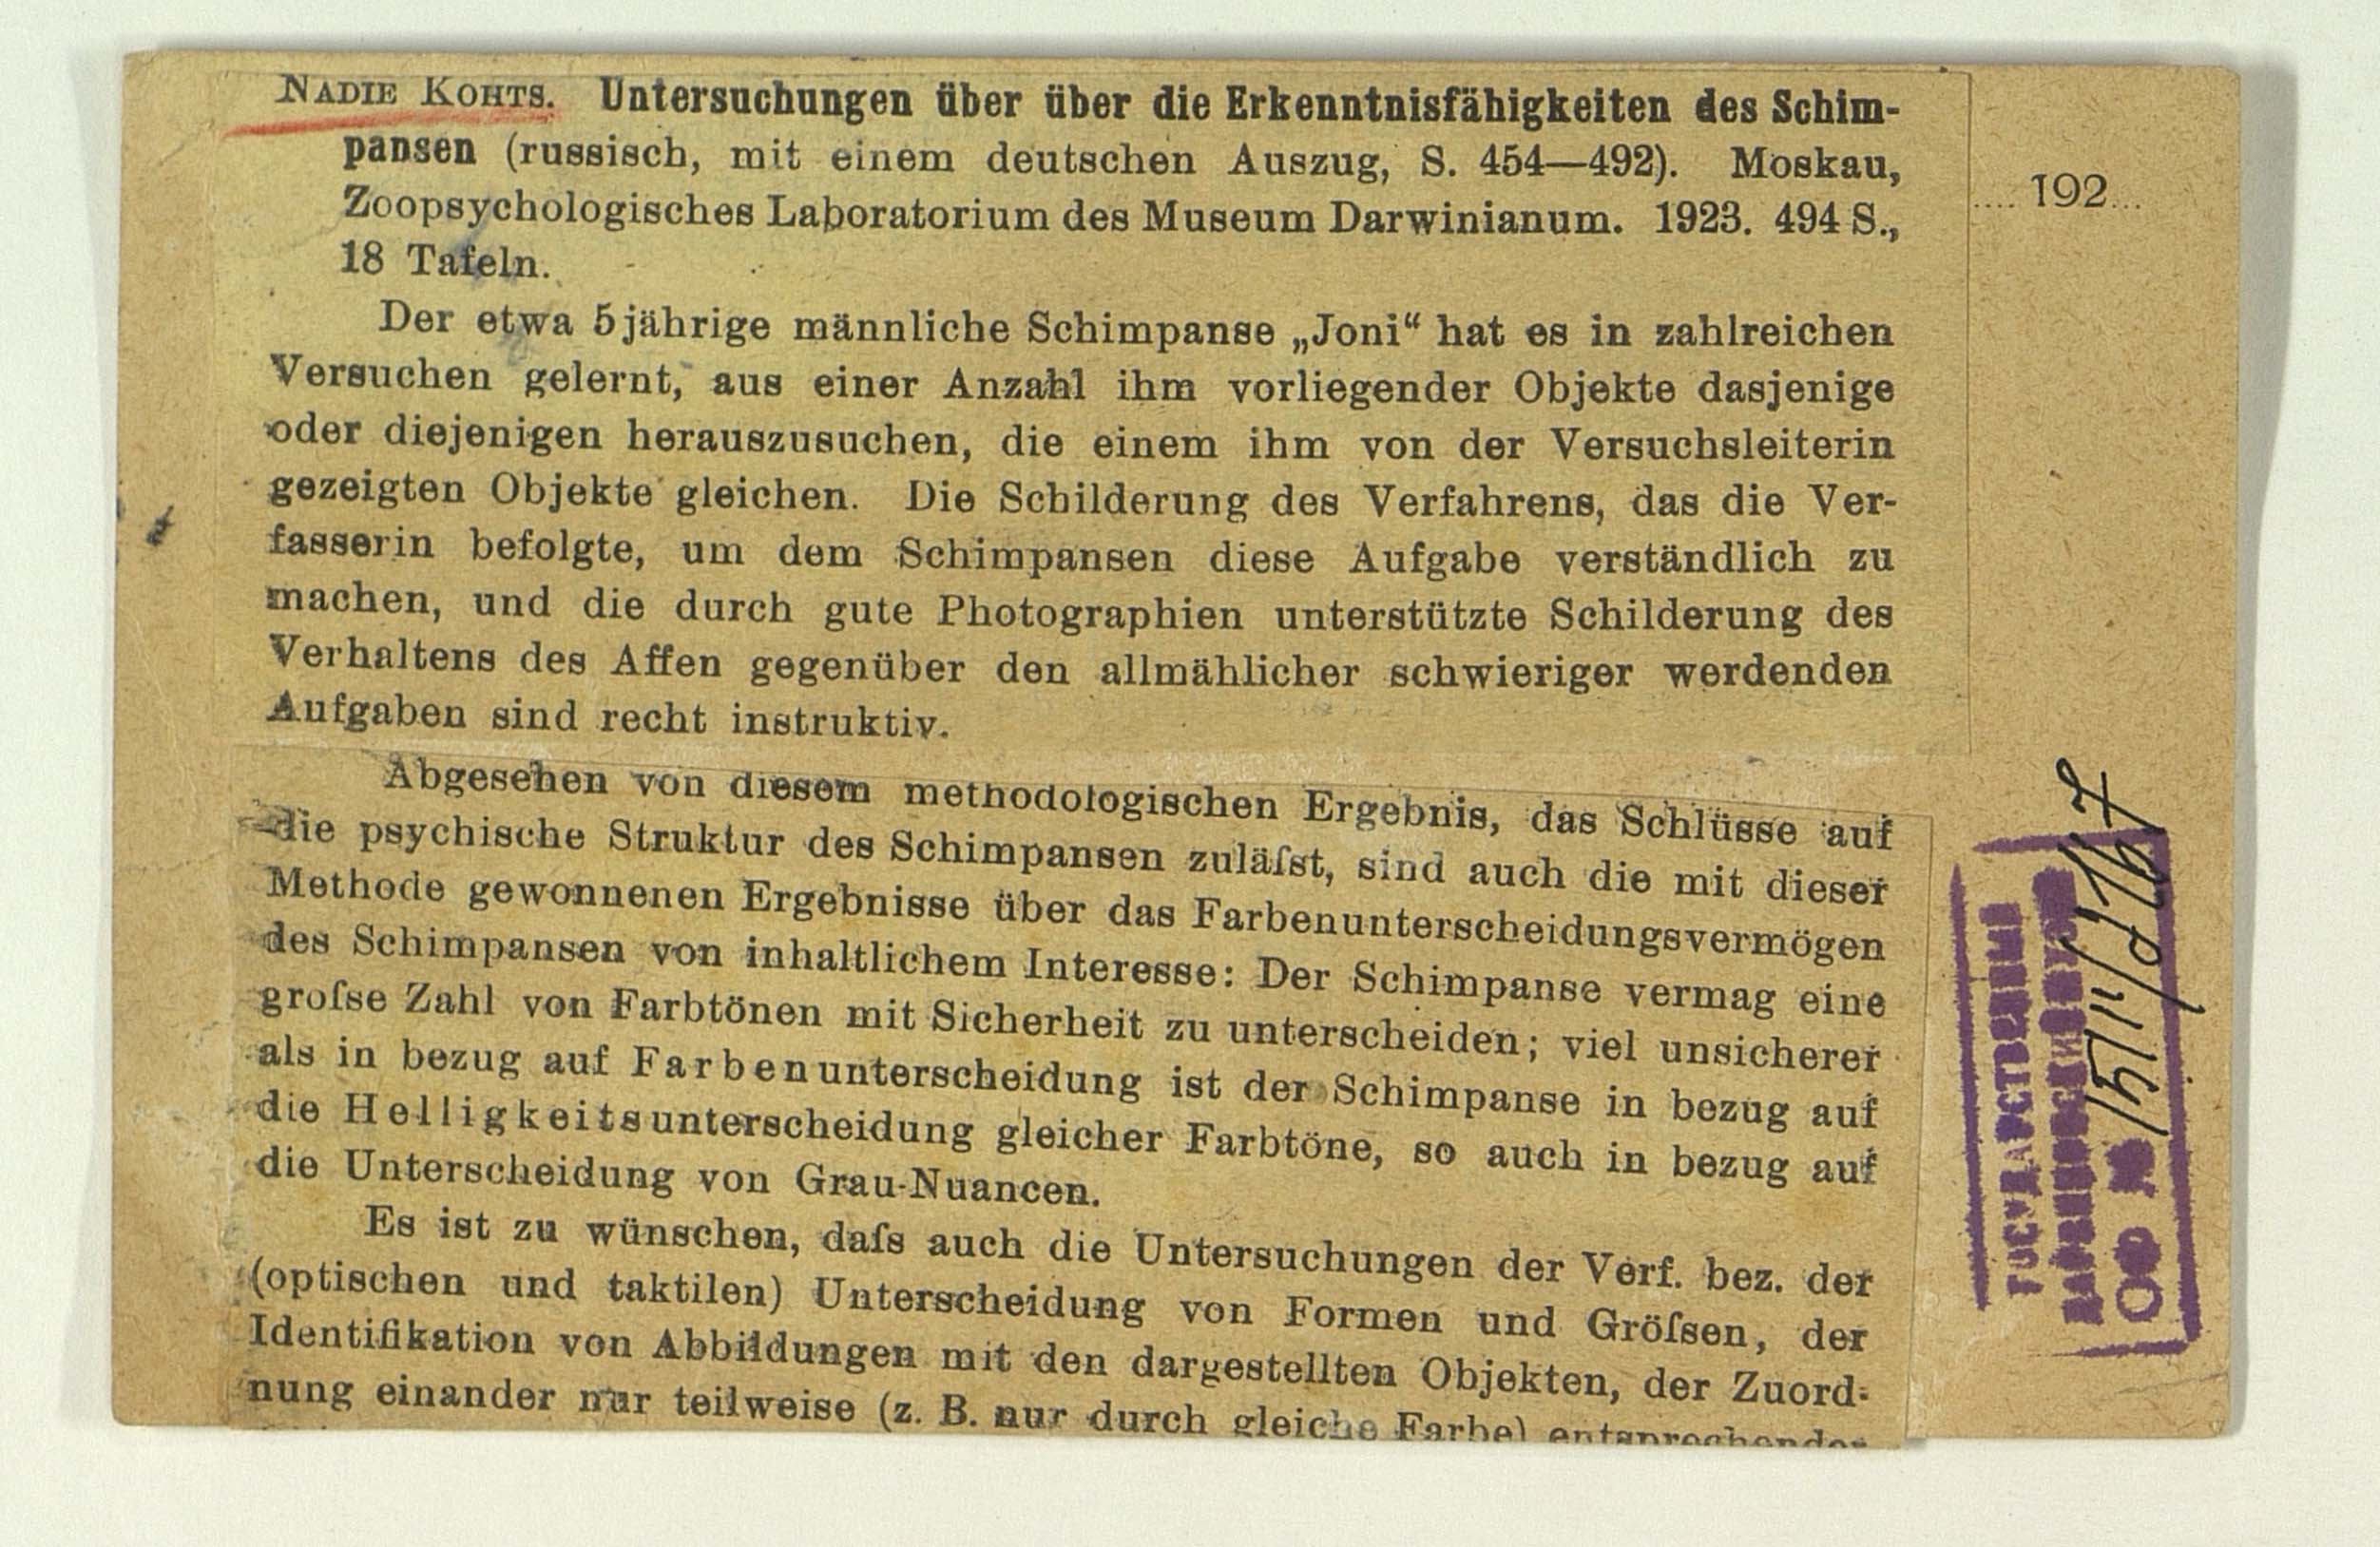 NADIE KOHTS. Untersuchungen über über die Erkenntnisfähigkeiten des Schim-
pansen (russisch, mit einem deutschen Auszug, S. 454—492). Moskau,
Zoopsychologisches Laboratorium des Museum Darwinianum. 1923. 494 S.,
18 Tafeln.
Der etwa 5jährige männliche Schimpanse „Joni“ hat es in zahlreichen
Versuchen gelernt, aus einer Anzahl ihm vorliegender Objekte dasjenige
oder diejenigen herauszusuchen, die einem ihm von der Versuchsleiterin
gezeigten Objekte gleichen. Die Schilderung des Verfahrens, das die Ver-
fasserin befolgte, um dem Schimpansen diese Aufgabe verständlich zu
machen, und die durch gute Photographien unterstützte Schilderung des
Verhaltens des Affen gegenüber den allmählicher schwieriger werdenden
Aufgaben sind recht instruktiv.
Abgesehen von diesem methodologischen Ergebnis, das Schlüsse auf
die psychische Struktur des Schimpansen zuläſst, sind auch die mit dieser
Methode gewonnenen Ergebnisse über das Farbenunterscheidungsvermögen
des Schimpansen von inhaltlichem Interesse: Der Schimpanse vermag eine
groſse Zahl von Farbtönen mit Sicherheit zu unterscheiden; viel unsicherer
als in bezug auf Farbenunterscheidung ist der Schimpanse in bezug auf
die Helligkeitsunterscheidung gleicher Farbtöne, so auch in bezug auf
die Unterscheidung von Grau-Nuancen.
Es ist zu wünschen, daſs auch die Untersuchungen der Verf. bez. der
(optischen und taktilen) Unterscheidung von Formen und Gröſsen, der
Identifikation von Abbildungen mit den dargestellten Objekten, der Zuord-
nung einander nur teilweise (z. B. nur durch gleiche Farbe) entsprechender
.... 192...
ГОСУДАРСТВЕННЫЙ
ДАРВИНОВСКИЙ
ОФ №